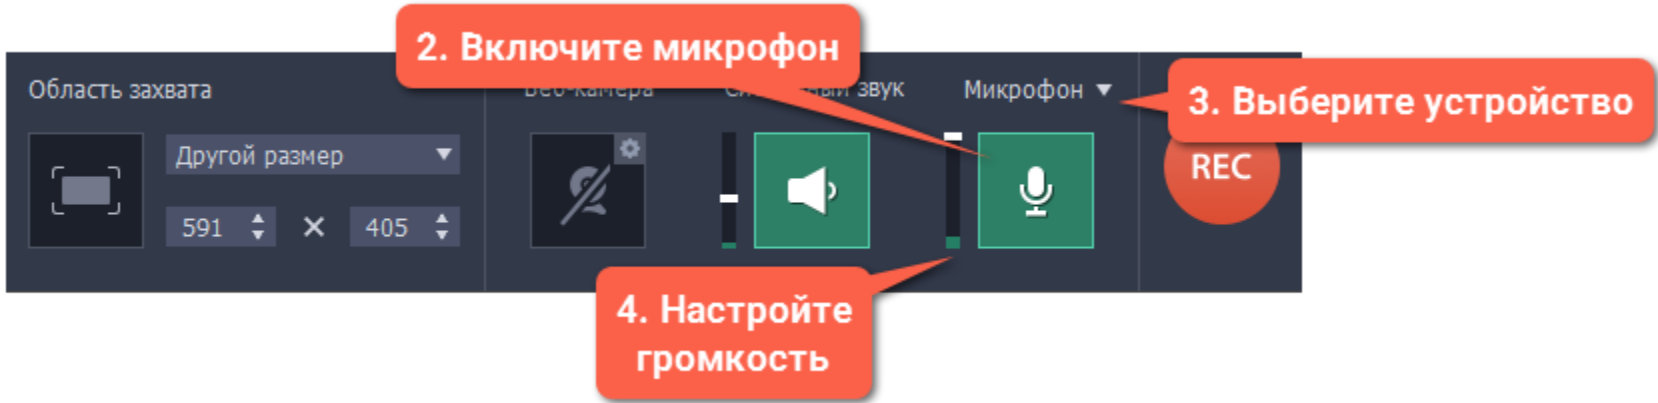 2. Включите микрофон
Область захвата
звук
Микрофон
3. Выберите устройство
Другой размер
REC
591 × 405
4. Настройте
громкость